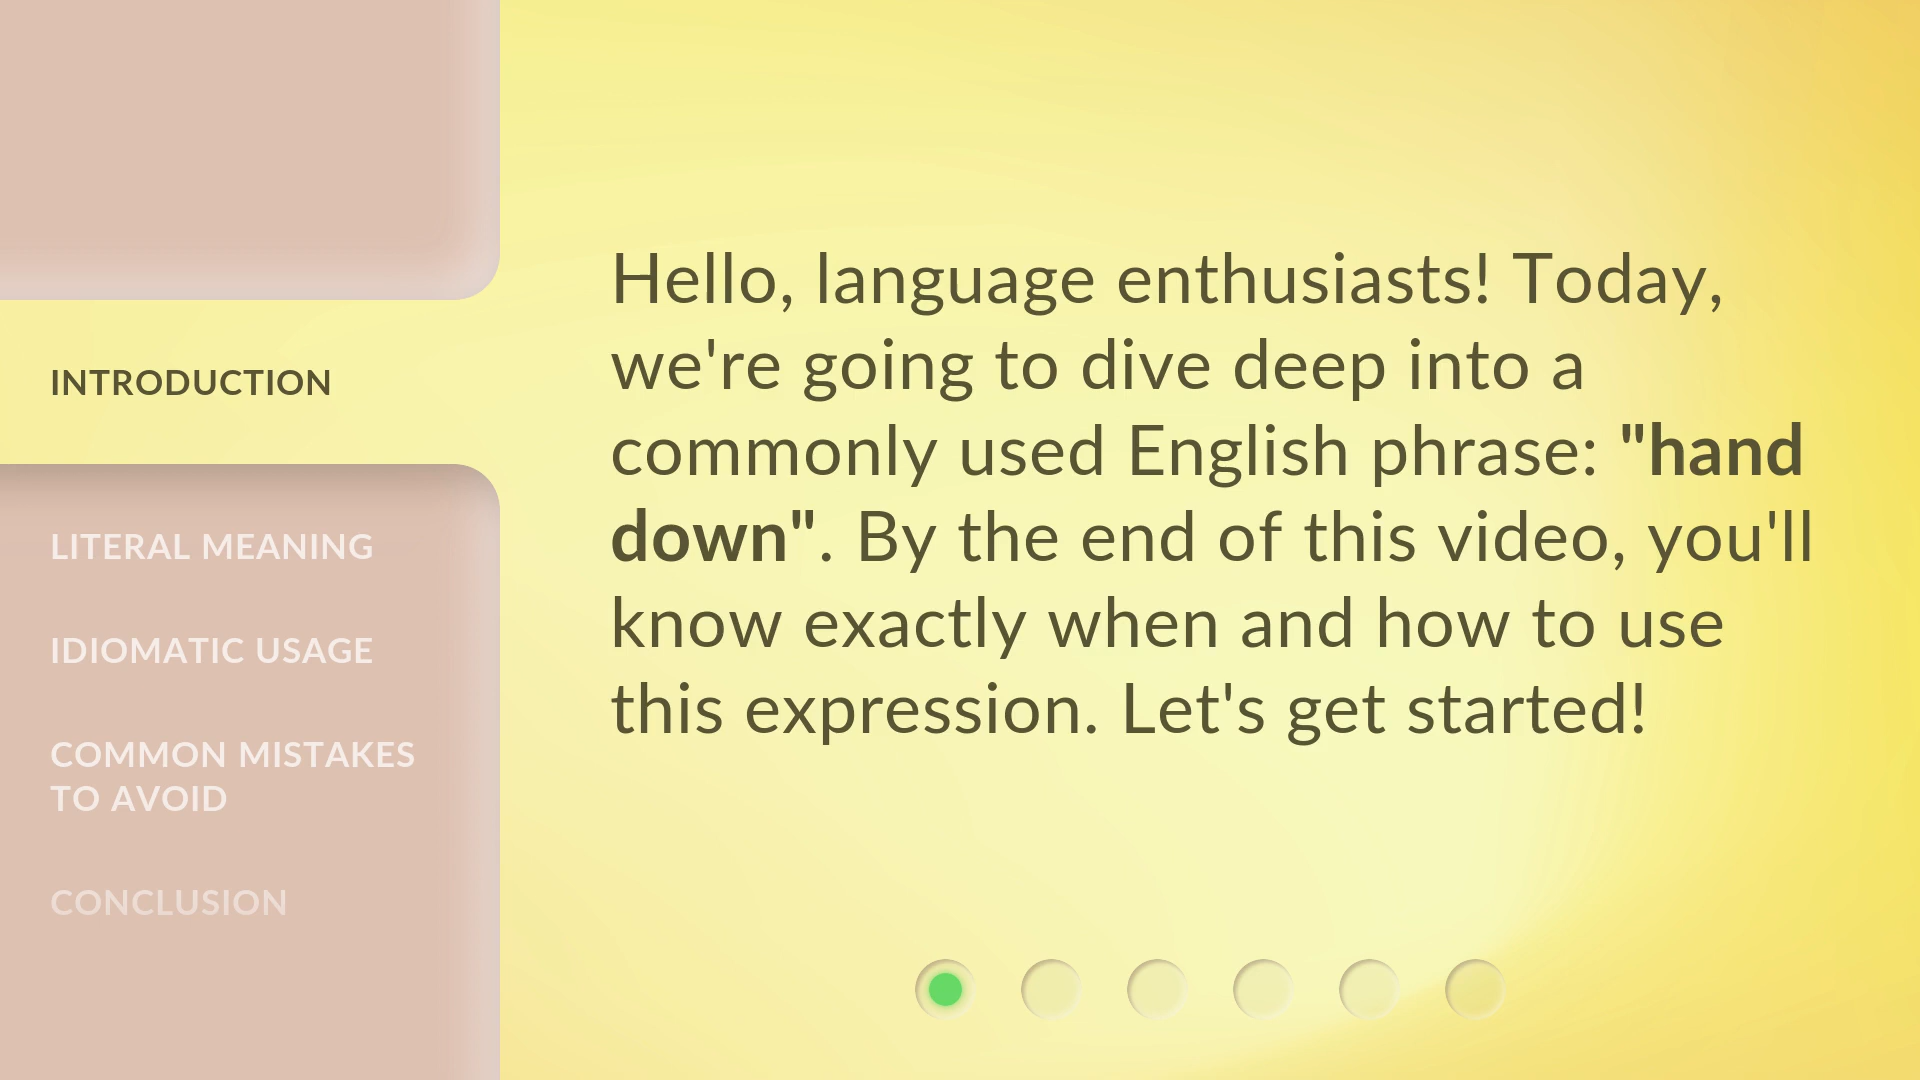 INTRODUCTION
LITERAL MEANING
IDIOMATIC USAGE
COMMON MISTAKES
TO AVOID
CONCLUSION
Hello, language enthusiasts! Today,
we're going to dive deep into a
commonly used English phrase: "hand
down". By the end of this video, you'll
know exactly when and how to use
this expression. Let's get started!